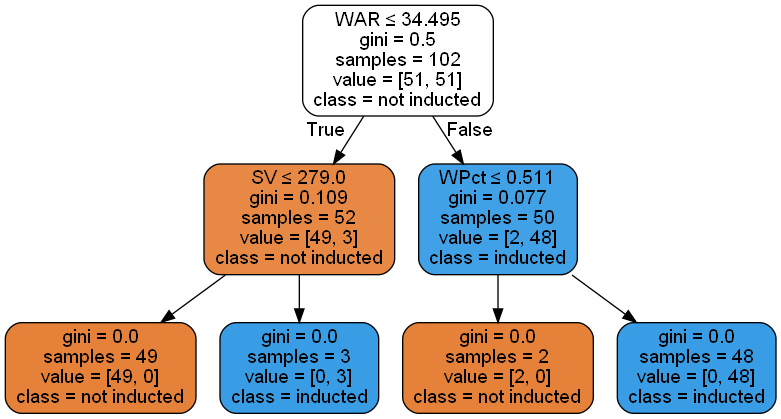 WAR ≤ 34.495
gini = 0.5
samples = 102
value = [51, 51]
class = not inducted
True
False
SV ≤ 279.0
gini = 0.109
samples = 52
value = [49, 3]
class = not inducted
WPct ≤ 0.511
gini = 0.077
samples = 50
value = [2, 48]
class = inducted
gini = 0.0
samples = 49
value = [49, 0]
class = not inducted
gini = 0.0
samples = 3
value = [0, 3]
class = inducted
gini = 0.0
samples = 2
value = [2, 0]
class = not inducted
gini = 0.0
samples = 48
value = [0, 48]
class = inducted